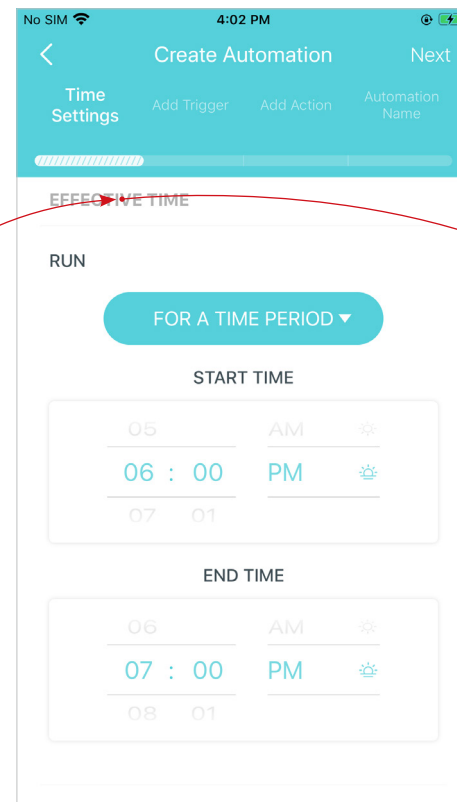 No SIM 4:02 PM
Create Automation Next
Time Settings Add Trigger Add Action Automation Name
EFFECTIVE TIME
RUN
FOR A TIME PERIOD
START TIME
05 AM
06 : 00 PM
07 01
END TIME
06 AM
07 : 00 PM
08 01